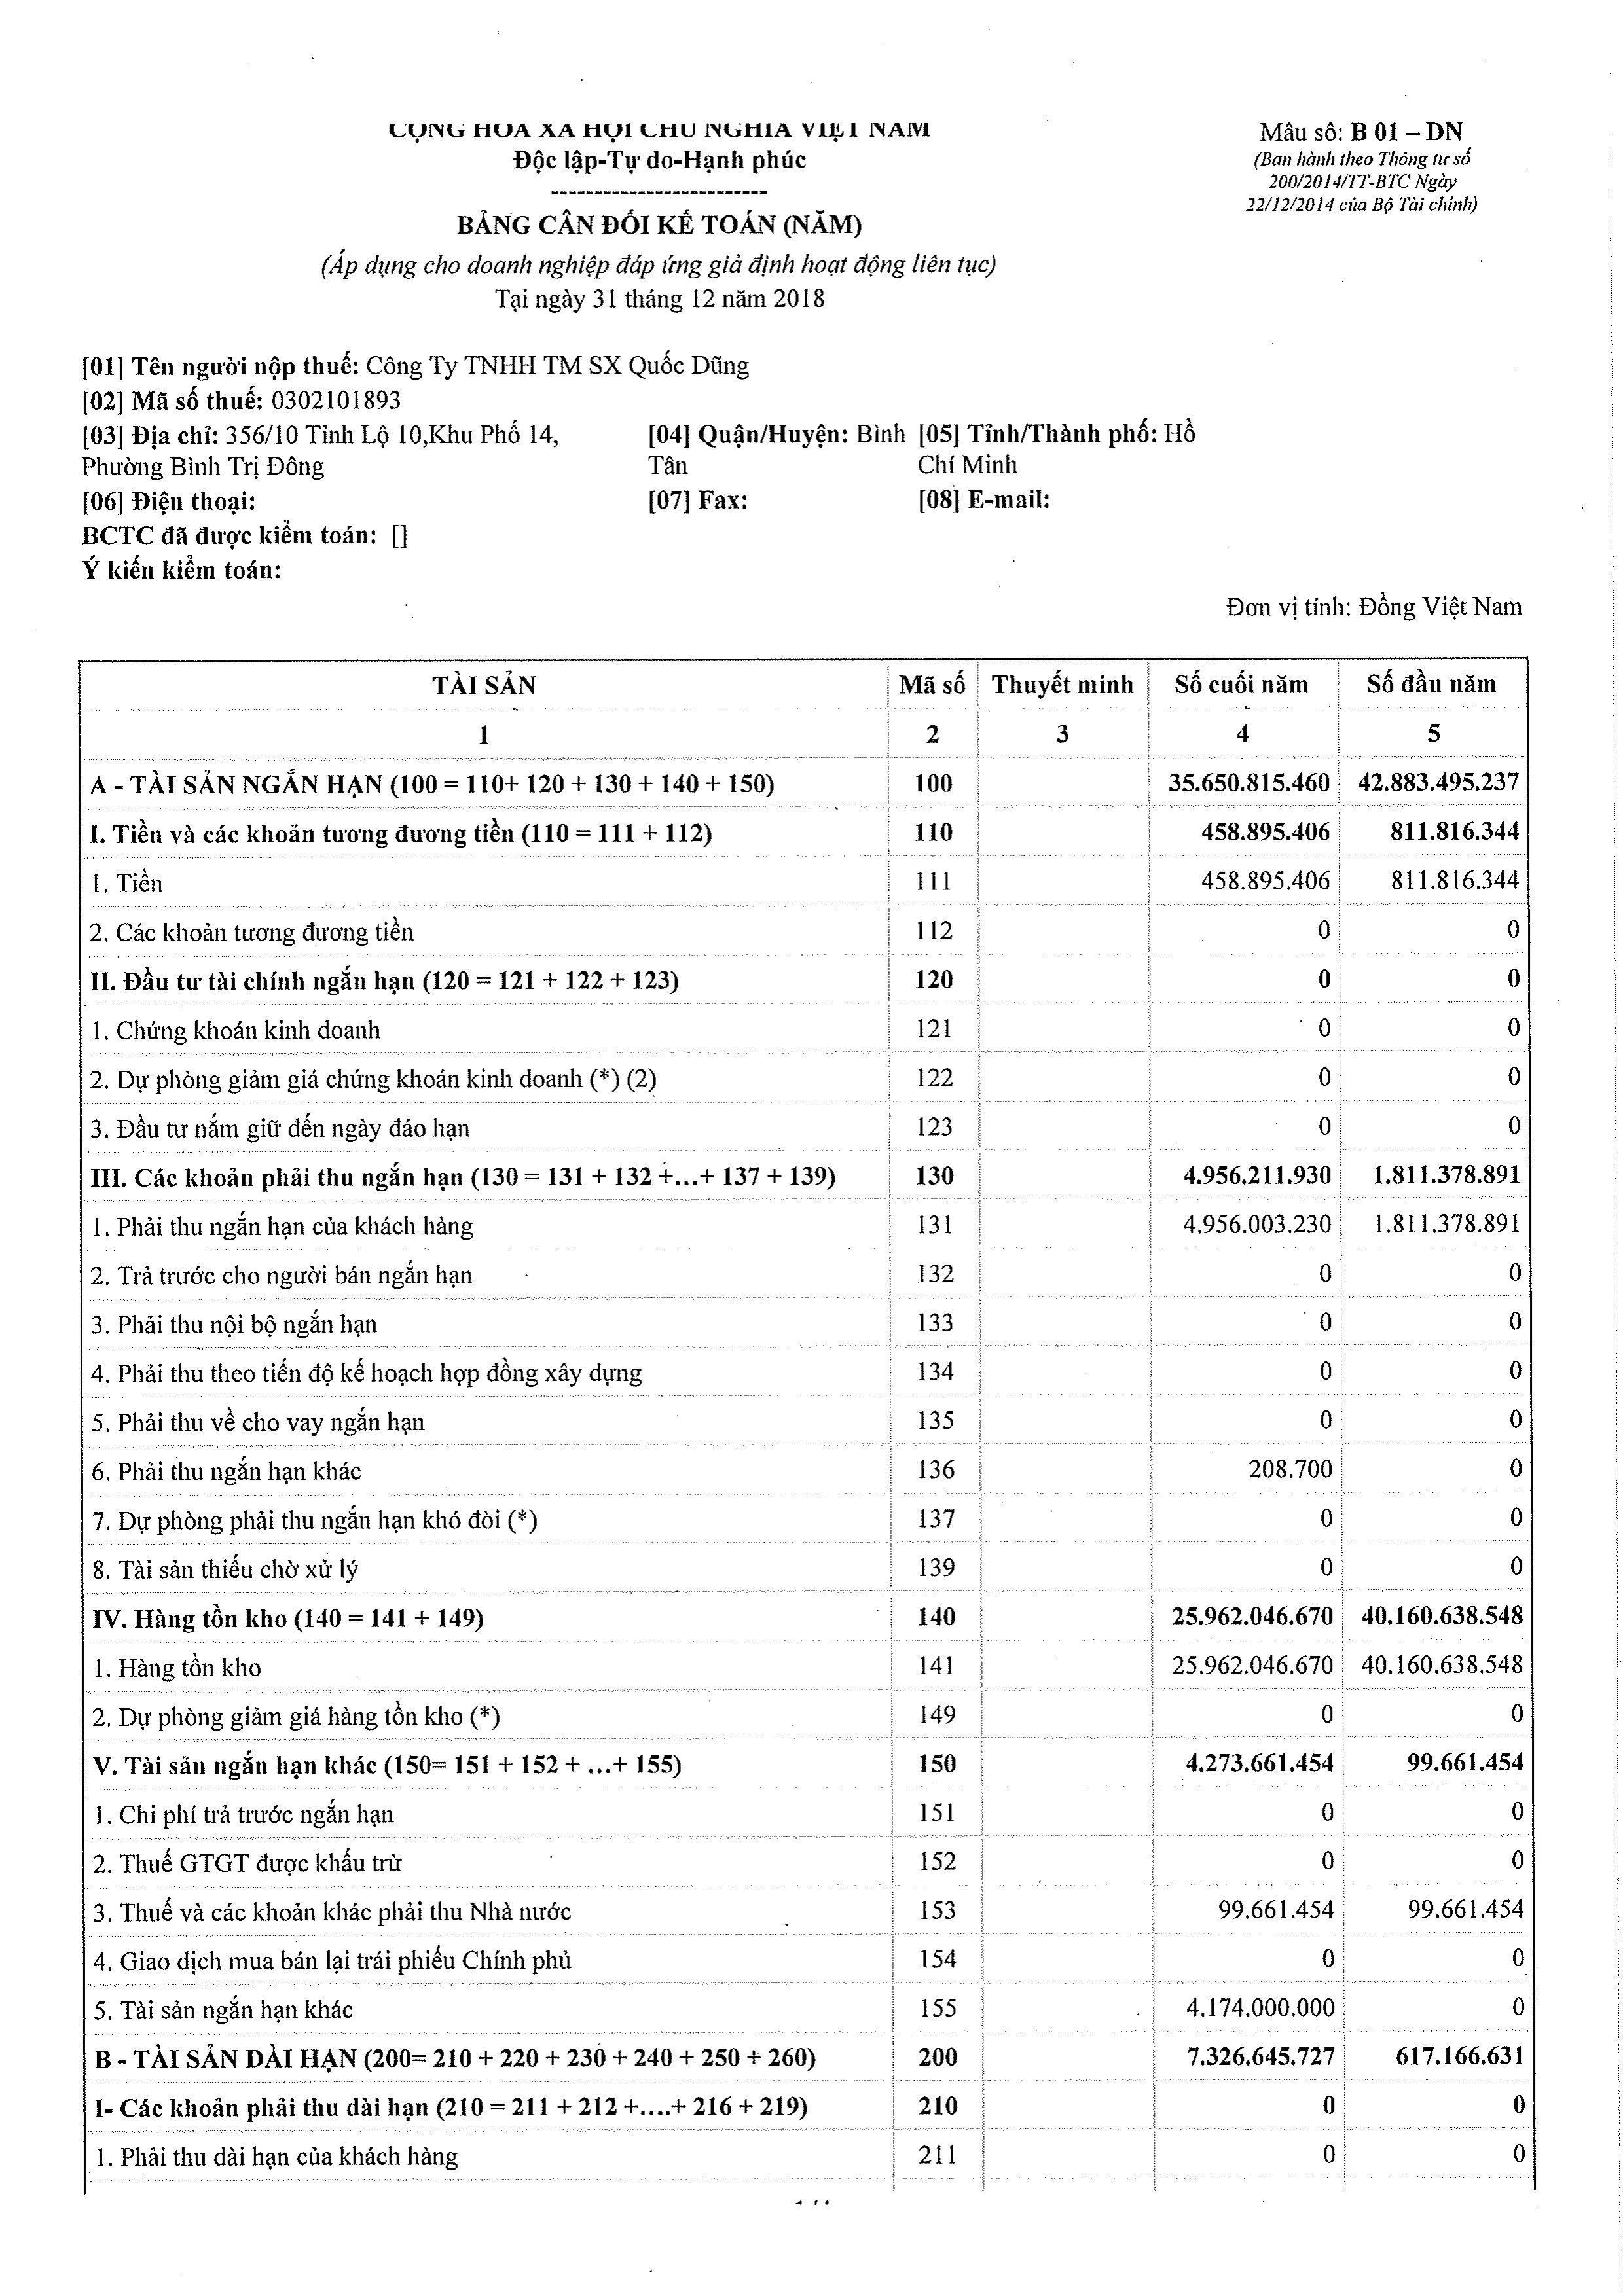 CỘNG HÒA XÃ HỘI CHỦ NGHĨA VIỆT NAM
Độc lập-Tự do-Hạnh phúc
------------------------
Mẫu số: B 01 – DN
(Ban hành theo Thông tư số
200/2014/TT-BTC Ngày
22/12/2014 của Bộ Tài chính)
BẢNG CÂN ĐỐI KẾ TOÁN (NĂM)
(Áp dụng cho doanh nghiệp đáp ứng giả định hoạt động liên tục)
Tại ngày 31 tháng 12 năm 2018
[01] Tên người nộp thuế: Công Ty TNHH TM SX Quốc Dũng
[02] Mã số thuế: 0302101893
[03] Địa chỉ: 356/10 Tỉnh Lộ 10,Khu Phố 14, [04] Quận/Huyện: Bình [05] Tỉnh/Thành phố: Hồ
Phường Bình Trị Đông Tân Chí Minh
[06] Điện thoại: [07] Fax: [08] E-mail:
BCTC đã được kiểm toán: []
Ý kiến kiểm toán:
Đơn vị tính: Đồng Việt Nam
TÀI SẢN Mã số Thuyết minh Số cuối năm Số đầu năm
1 2 3 4 5
A - TÀI SẢN NGẮN HẠN (100 = 110+ 120 + 130 + 140 + 150) 100 35.650.815.460 42.883.495.237
I. Tiền và các khoản tương đương tiền (110 = 111 + 112) 110 458.895.406 811.816.344
1. Tiền 111 458.895.406 811.816.344
2. Các khoản tương đương tiền 112 0 0
II. Đầu tư tài chính ngắn hạn (120 = 121 + 122 + 123) 120 0 0
1. Chứng khoán kinh doanh 121 0 0
2. Dự phòng giảm giá chứng khoán kinh doanh (*) (2) 122 0 0
3. Đầu tư nắm giữ đến ngày đáo hạn 123 0 0
III. Các khoản phải thu ngắn hạn (130 = 131 + 132 +...+ 137 + 139) 130 4.956.211.930 1.811.378.891
1. Phải thu ngắn hạn của khách hàng 131 4.956.003.230 1.811.378.891
2. Trả trước cho người bán ngắn hạn 132 0 0
3. Phải thu nội bộ ngắn hạn 133 0 0
4. Phải thu theo tiến độ kế hoạch hợp đồng xây dựng 134 0 0
5. Phải thu về cho vay ngắn hạn 135 0 0
6. Phải thu ngắn hạn khác 136 208.700 0
7. Dự phòng phải thu ngắn hạn khó đòi (*) 137 0 0
8. Tài sản thiếu chờ xử lý 139 0 0
IV. Hàng tồn kho (140 = 141 + 149) 140 25.962.046.670 40.160.638.548
1. Hàng tồn kho 141 25.962.046.670 40.160.638.548
2. Dự phòng giảm giá hàng tồn kho (*) 149 0 0
V. Tài sản ngắn hạn khác (150= 151 + 152 + ...+ 155) 150 4.273.661.454 99.661.454
1. Chi phí trả trước ngắn hạn 151 0 0
2. Thuế GTGT được khấu trừ 152 0 0
3. Thuế và các khoản khác phải thu Nhà nước 153 99.661.454 99.661.454
4. Giao dịch mua bán lại trái phiếu Chính phủ 154 0 0
5. Tài sản ngắn hạn khác 155 4.174.000.000 0
B - TÀI SẢN DÀI HẠN (200= 210 + 220 + 230 + 240 + 250 + 260) 200 7.326.645.727 617.166.631
I- Các khoản phải thu dài hạn (210 = 211 + 212 +....+ 216 + 219) 210 0 0
1. Phải thu dài hạn của khách hàng 211 0 0